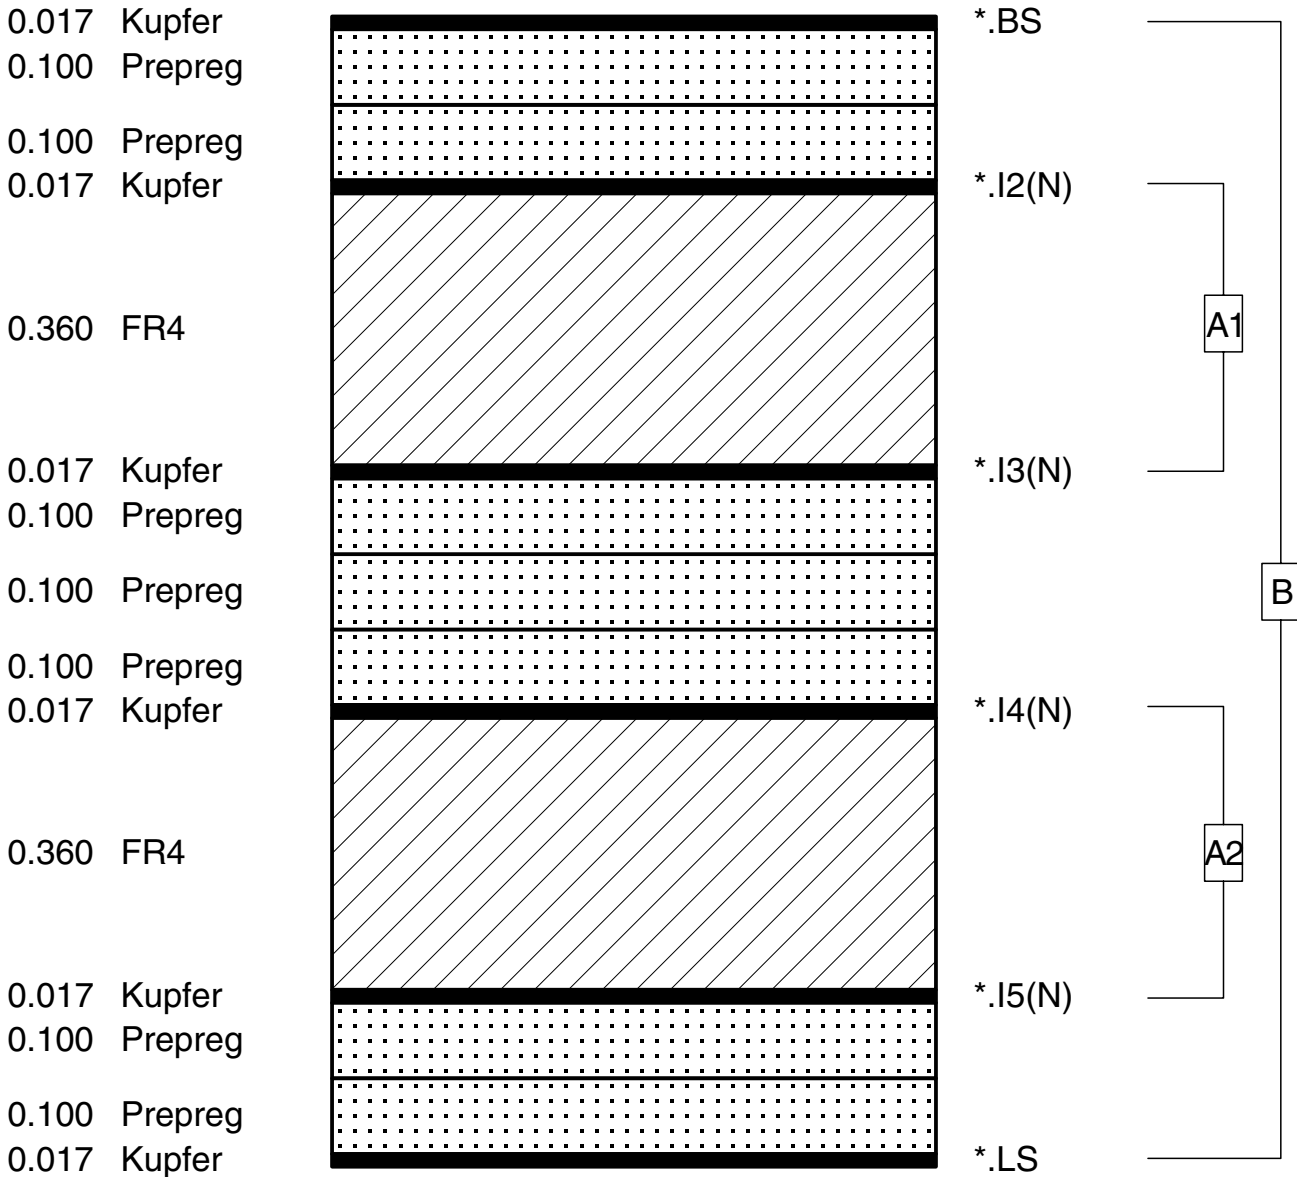 0.017 Kupfer *.BS
0.100 Prepreg
0.100 Prepreg
0.017 Kupfer *.I2(N)
0.360 FR4 A1
0.017 Kupfer *.I3(N)
0.100 Prepreg
0.100 Prepreg B
0.100 Prepreg
0.017 Kupfer *.I4(N)
0.360 FR4 A2
0.017 Kupfer *.I5(N)
0.100 Prepreg
0.100 Prepreg
0.017 Kupfer *.LS